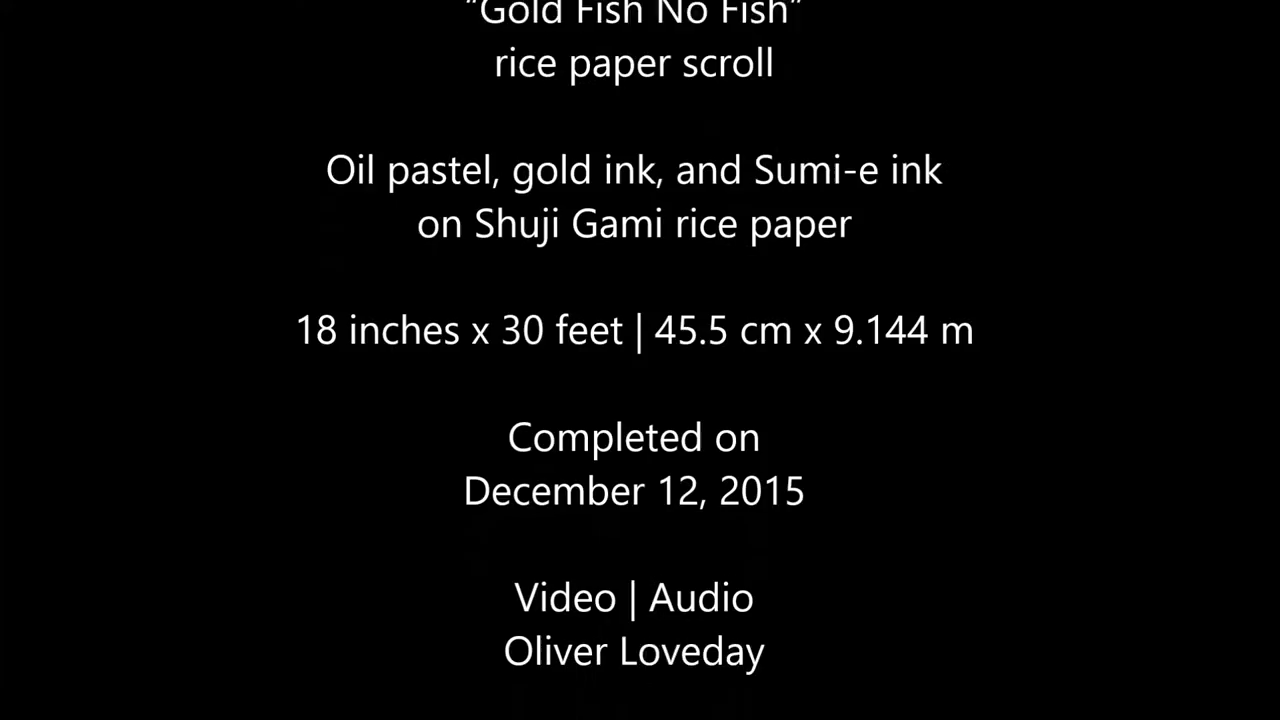 "Gold Fish No Fish"
rice paper scroll
Oil pastel, gold ink, and Sumi-e ink
on Shuji Gami rice paper
18 inches x 30 feet | 45.5 cm x 9.144 m
Completed on
December 12, 2015
Video | Audio
Oliver Loveday